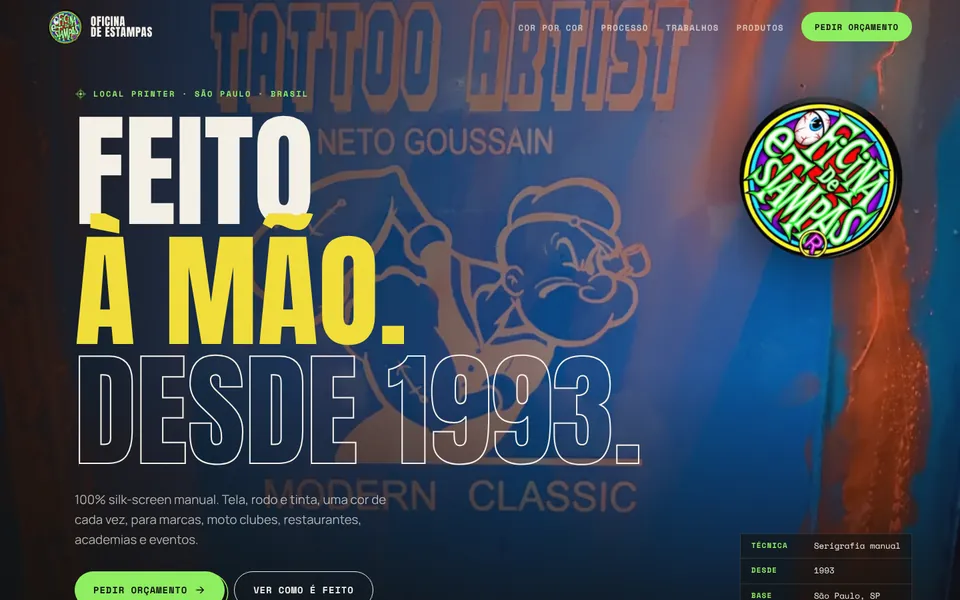 OFICINA
DE ESTAMPAS
COR POR COR
PROCESSO
TRABALHOS
PRODUTOS
PEDIR ORÇAMENTO
TATTOO ARTIST
NETO GOUSSAIN
LOCAL PRINTER · SÃO PAULO · BRASIL
FEITO
À MÃO.
DESDE 1993.
OFiCiNA
De
eSTAMPAS
R
MODERN CLASSIC
100% silk-screen manual. Tela, rodo e tinta, uma cor de
cada vez, para marcas, moto clubes, restaurantes,
academias e eventos.
PEDIR ORÇAMENTO →
VER COMO É FEITO
TÉCNICA Serigrafia manual
DESDE 1993
BASE São Paulo, SP